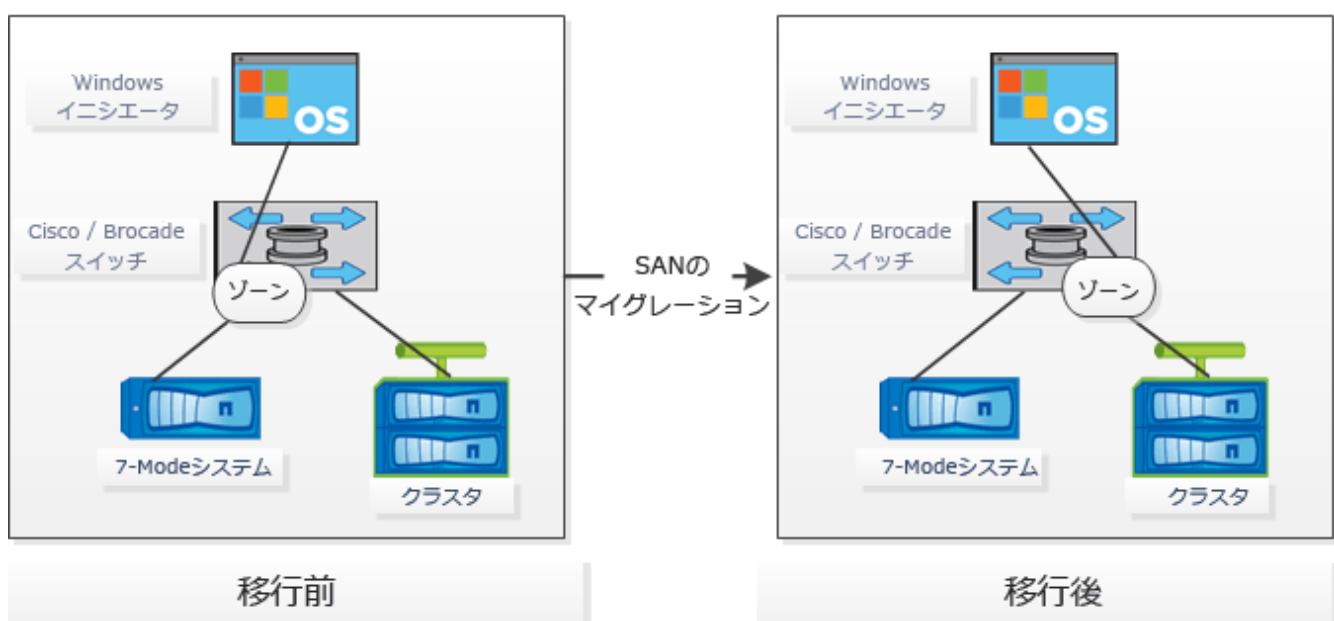 Windows
イニシエータ
OS
Cisco / Brocade
スイッチ
ゾーン
7-Modeシステム
n
クラスタ
n
n
移行前
SANの
マイグレーション
Windows
イニシエータ
OS
Cisco / Brocade
スイッチ
ゾーン
7-Modeシステム
n
クラスタ
n
n
移行後